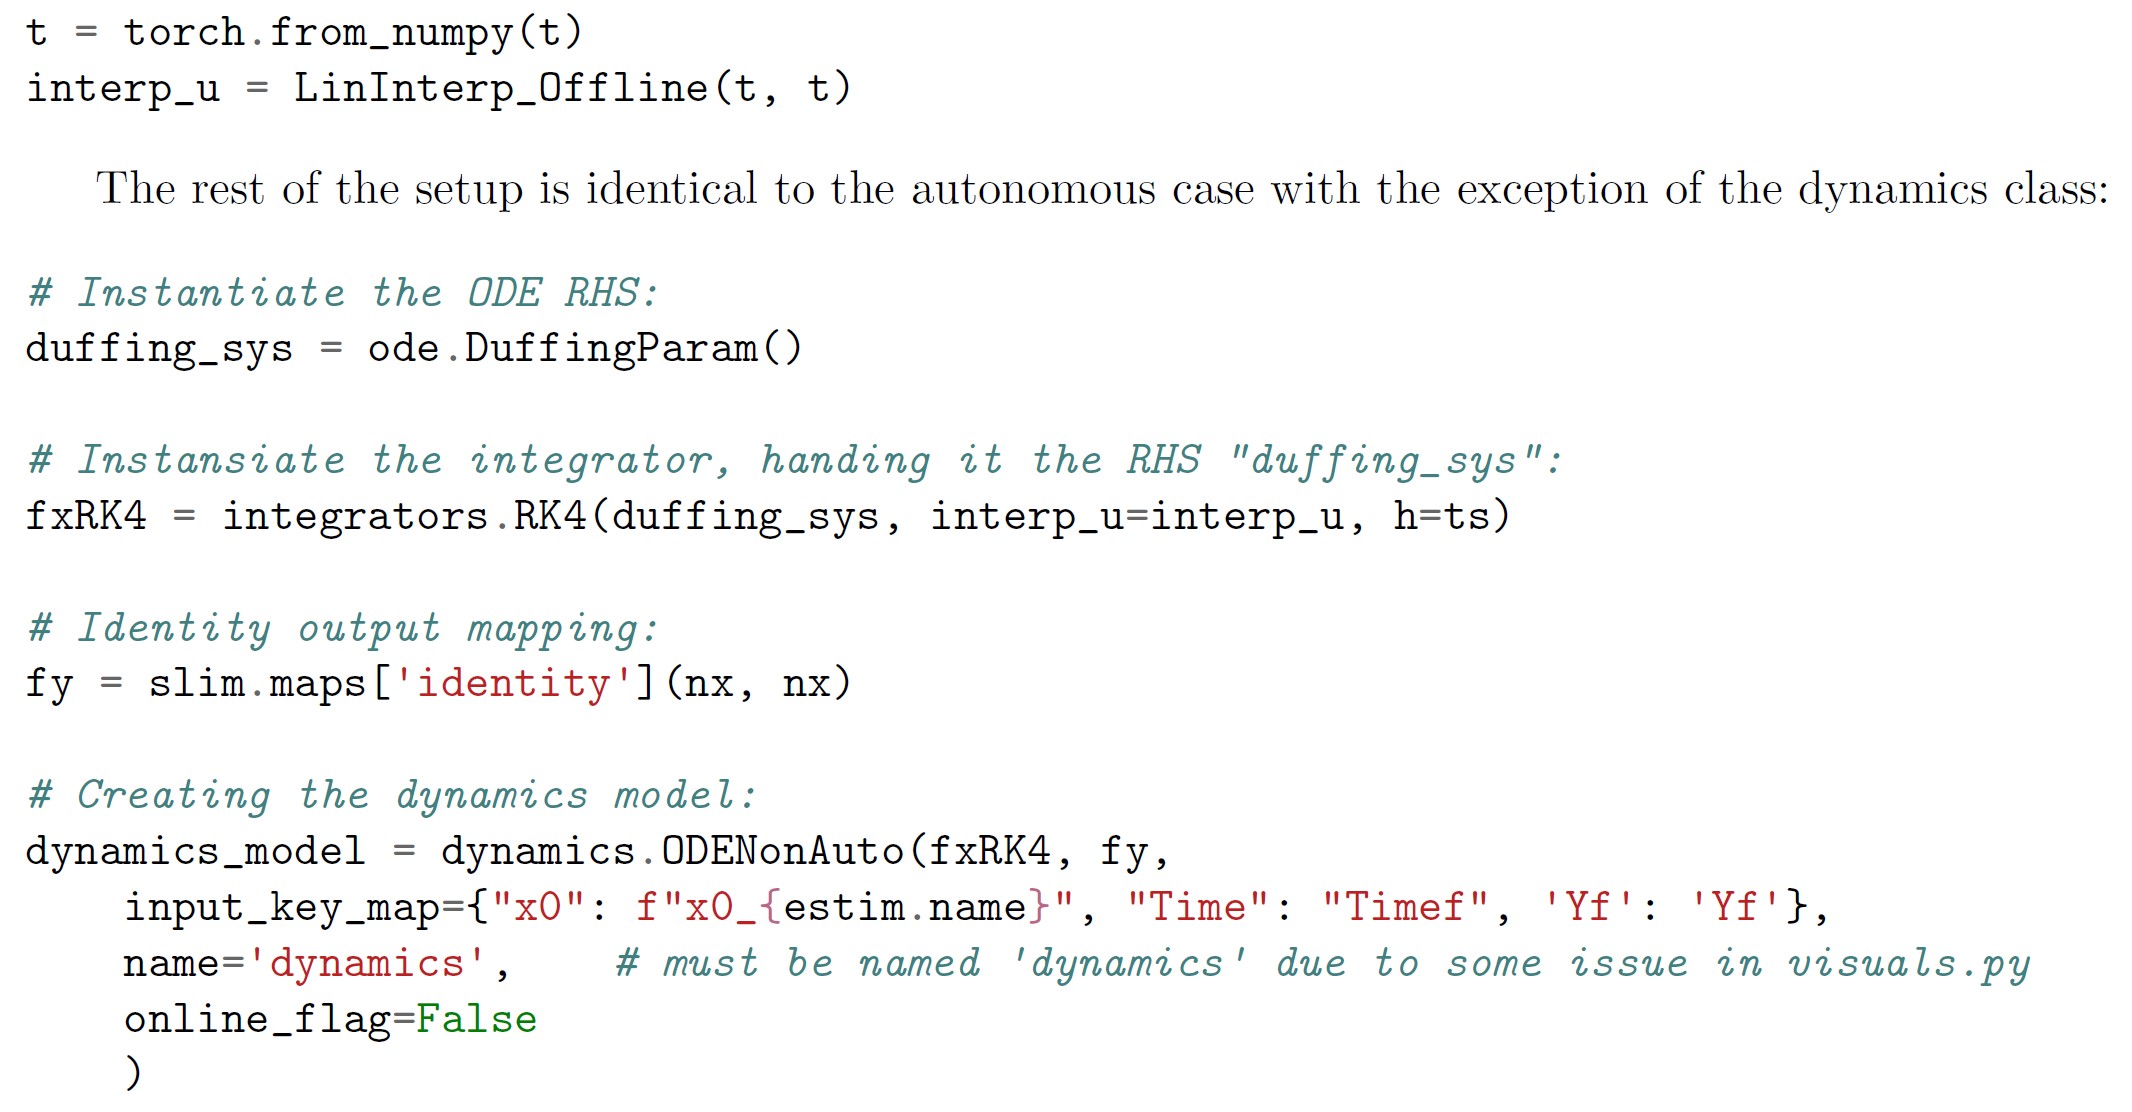 t = torch.from_numpy(t)
interp_u = LinInterp_Offline(t, t)
The rest of the setup is identical to the autonomous case with the exception of the dynamics class:
# Instantiate the ODE RHS:
duffing_sys = ode.DuffingParam()
# Instansiate the integrator, handing it the RHS "duffing_sys":
fxRK4 = integrators.RK4(duffing_sys, interp_u=interp_u, h=ts)
# Identity output mapping:
fy = slim.maps['identity'](nx, nx)
# Creating the dynamics model:
dynamics_model = dynamics.ODENonAuto(fxRK4, fy,
    input_key_map={"x0": f"x0_{estim.name}", "Time": "Timef", 'Yf': 'Yf'},
    name='dynamics',    # must be named 'dynamics' due to some issue in visuals.py
    online_flag=False
    )